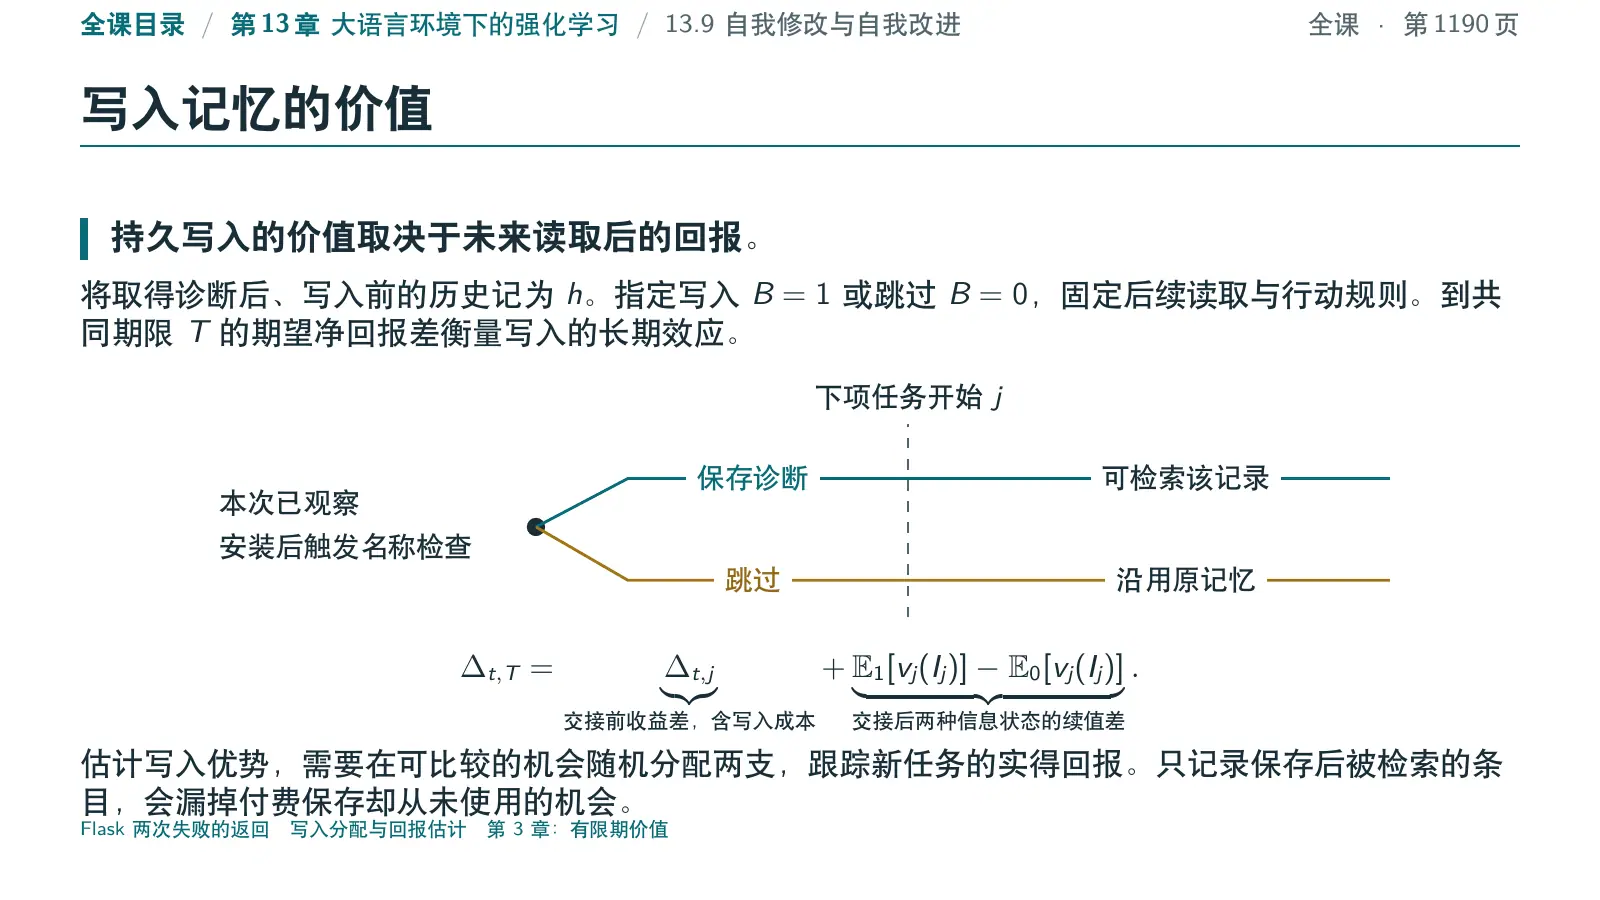 全课目录 / 第13章 大语言环境下的强化学习 / 13.9 自我修改与自我改进
全课 · 第1190页
写入记忆的价值
持久写入的价值取决于未来读取后的回报。
将取得诊断后、写入前的历史记为 h。指定写入 B = 1 或跳过 B = 0，固定后续读取与行动规则。到共
同期限 T 的期望净回报差衡量写入的长期效应。
下项任务开始 j
保存诊断
可检索该记录
本次已观察
安装后触发名称检查
跳过
沿用原记忆
Δ_{t,T} = Δ_{t,j} + 𝔼₁[v_j(I_j)] − 𝔼₀[v_j(I_j)].
交接前收益差，含写入成本
交接后两种信息状态的续值差
估计写入优势，需要在可比较的机会随机分配两支，跟踪新任务的实得回报。只记录保存后被检索的条
目，会漏掉付费保存却从未使用的机会。
Flask 两次失败的返回 写入分配与回报估计 第 3 章：有限期价值